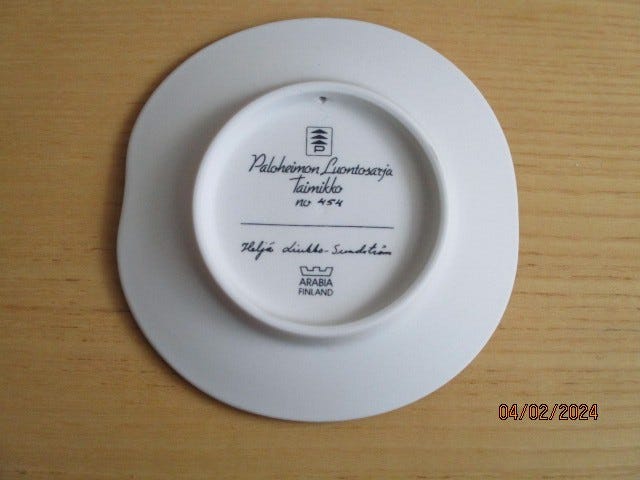 P
Paloheimon Luontosarja
Taimikko
no 454
Heljä Liukko-Sundström
ARABIA
FINLAND
04/02/2024